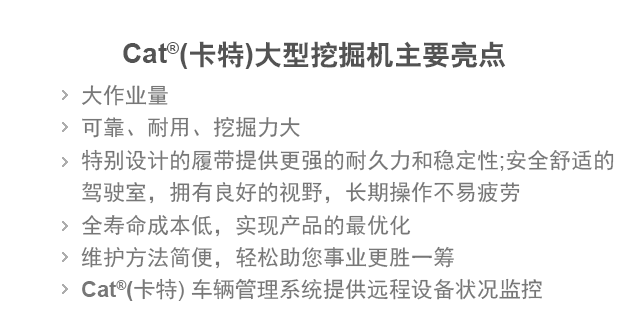 Cat®(卡特)大型挖掘机主要亮点
› 大作业量
› 可靠、耐用、挖掘力大
› 特别设计的履带提供更强的耐久力和稳定性;安全舒适的
驾驶室，拥有良好的视野，长期操作不易疲劳
› 全寿命成本低，实现产品的最优化
› 维护方法简便，轻松助您事业更胜一筹
› Cat®(卡特) 车辆管理系统提供远程设备状况监控